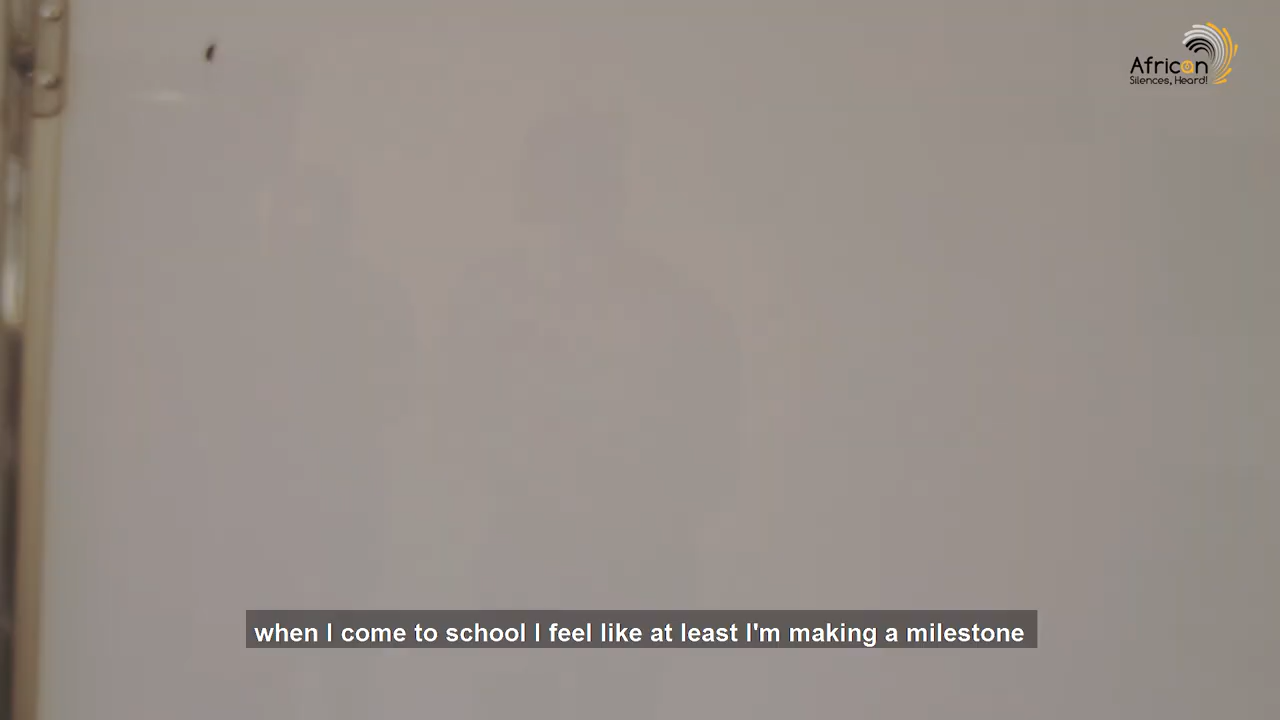 African
Silences, Heard!
when I come to school I feel like at least I'm making a milestone